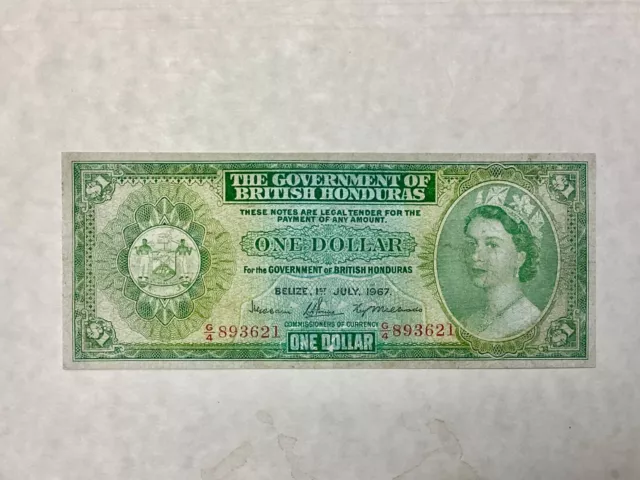 $1
$1
THE GOVERNMENT OF
BRITISH HONDURAS
THESE NOTES ARE LEGAL TENDER FOR THE
PAYMENT OF ANY AMOUNT.
ONE DOLLAR
For the GOVERNMENT OF BRITISH HONDURAS
BELIZE, 1ST JULY, 1967.
COMMISSIONERS OF CURRENCY
G/4 893621
G/4 893621
ONE DOLLAR
$1
$1